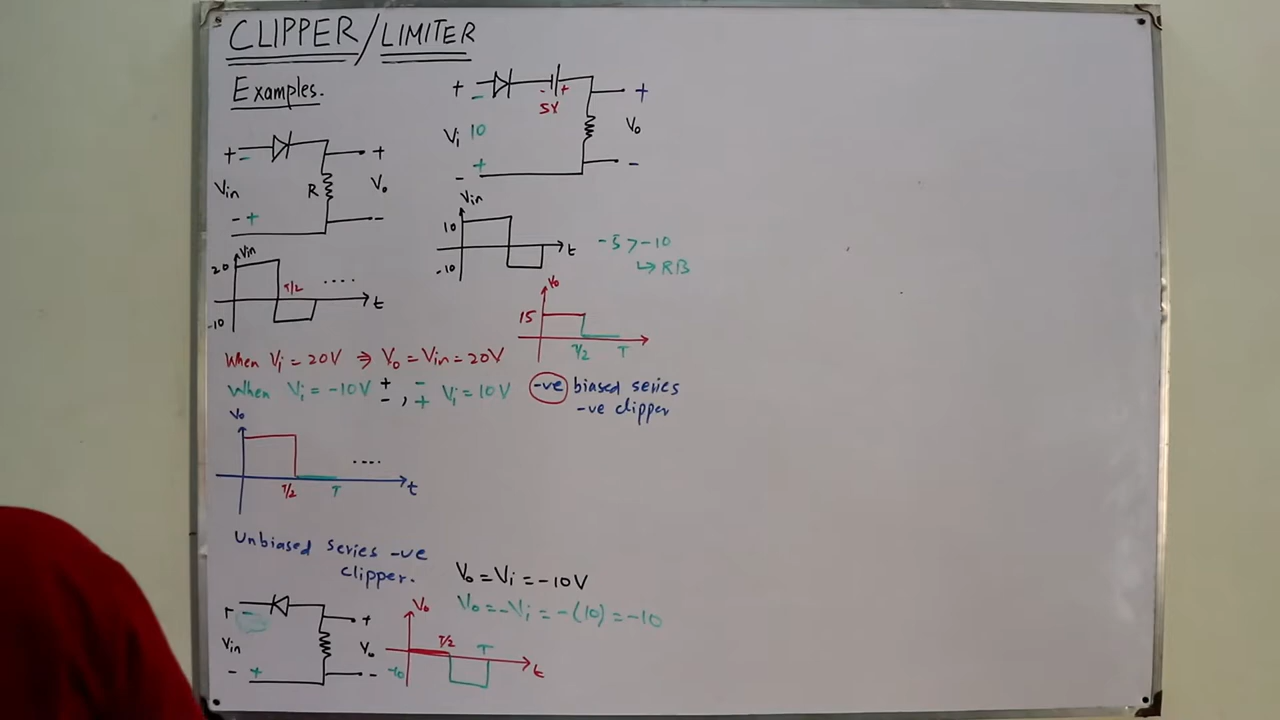 CLIPPER/LIMITER
Examples.
+ - + 
Vin R Vo
- + -
Vin
20
T/2 ....
t
-10
When Vi = 20V ⇒ Vo = Vin = 20V
When Vi = -10V + - , - + Vi = 10V
Vo
....
T/2 T t
Unbiased series -ve
clipper.
+ - +
Vin Vo
- + -
Vo = Vi = -10V
Vo = -Vi = -(10) = -10
Vo
T/2 T
-10 t
+ - - + +
5V
Vi 10 Vo
+ -
-
Vin
10
t
-10
-5 > -10
↳ RB
Vo
15
T/2 T
-ve biased series
-ve clipper